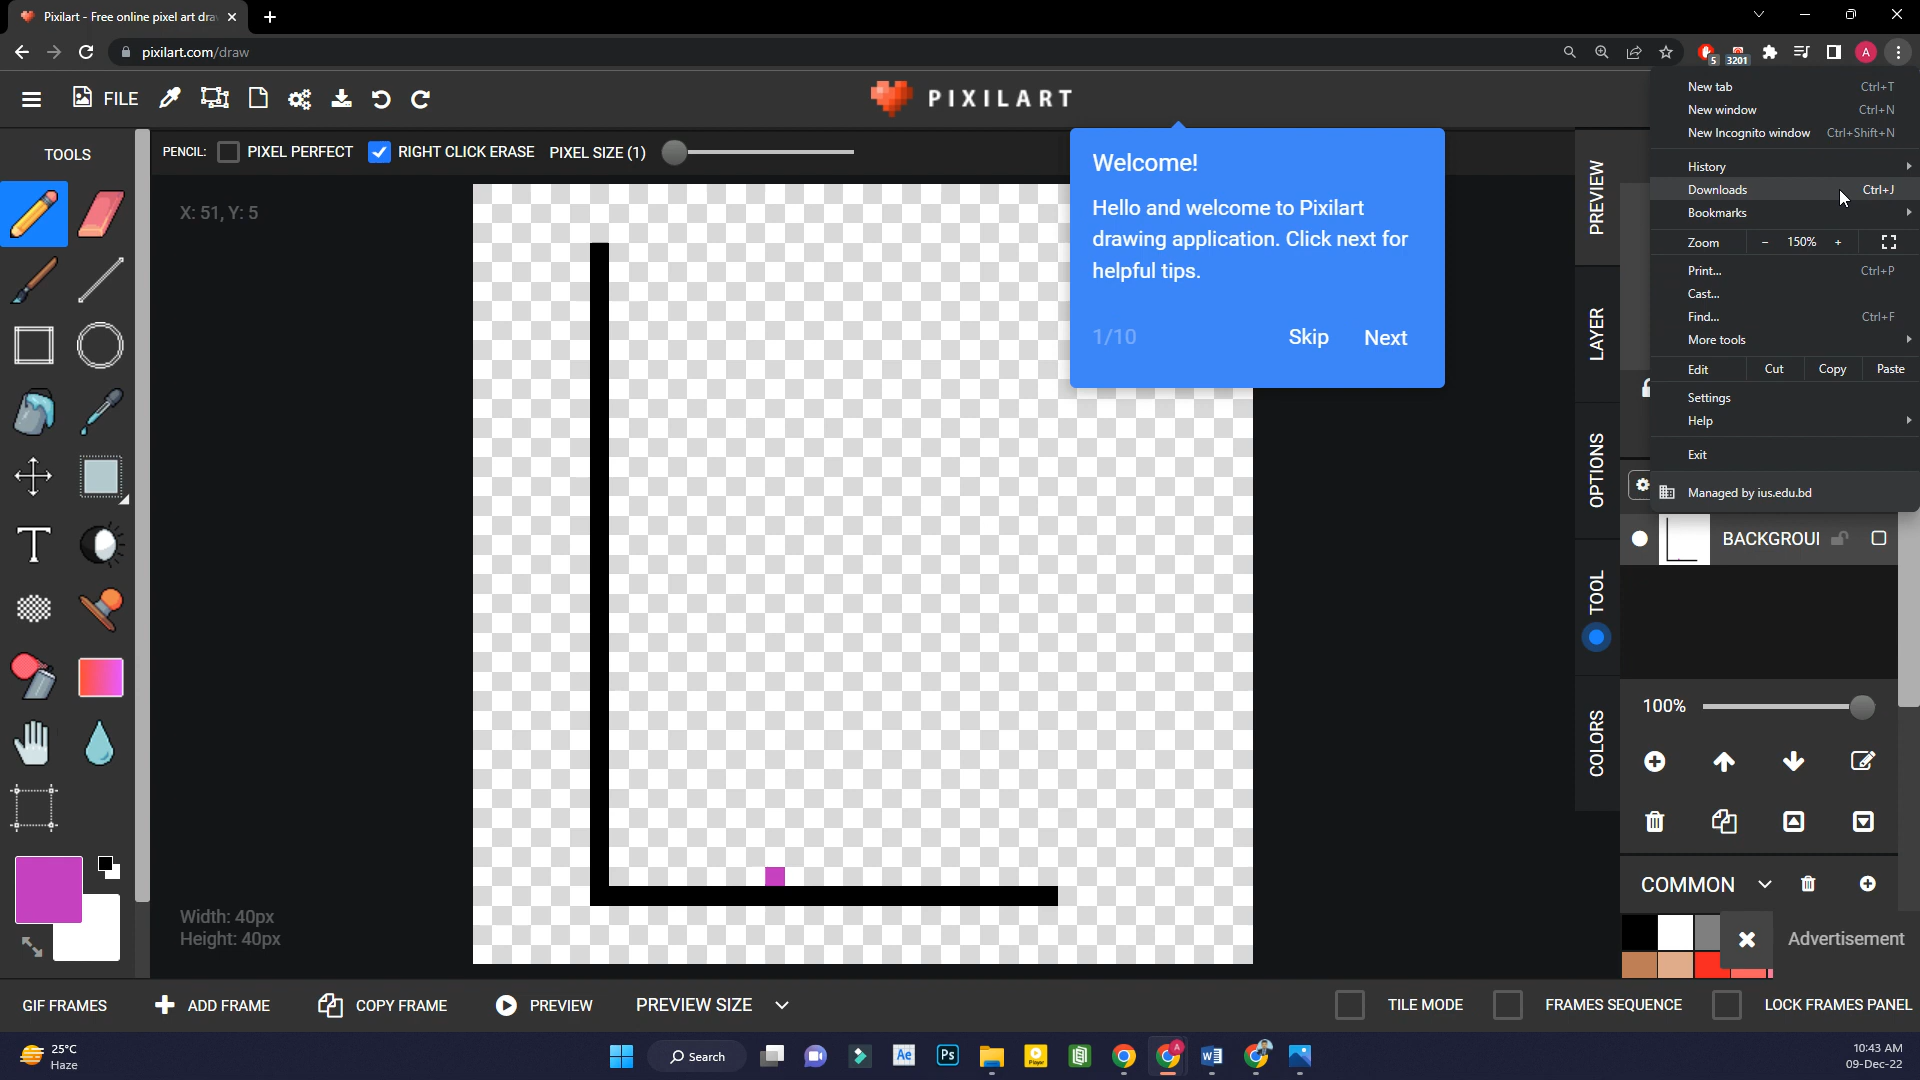 Pixilart - Free online pixel art dra
pixilart.com/draw
5
3201
A
FILE
PIXILART
New tab Ctrl+T
New window Ctrl+N
New Incognito window Ctrl+Shift+N
History
Downloads Ctrl+J
Bookmarks
Zoom - 150% +
Print... Ctrl+P
Cast...
Find... Ctrl+F
More tools
Edit Cut Copy Paste
Settings
Help
Exit
Managed by ius.edu.bd
TOOLS
PENCIL: PIXEL PERFECT RIGHT CLICK ERASE PIXEL SIZE (1)
X: 51, Y: 5
Welcome!
Hello and welcome to Pixilart
drawing application. Click next for
helpful tips.
1/10 Skip Next
PREVIEW
LAYER
OPTIONS
TOOL
COLORS
BACKGROUI
100%
COMMON
Advertisement
Width: 40px
Height: 40px
GIF FRAMES ADD FRAME COPY FRAME PREVIEW PREVIEW SIZE TILE MODE FRAMES SEQUENCE LOCK FRAMES PANEL
25°C
Haze
Search
Ae
Ps
10:43 AM
09-Dec-22